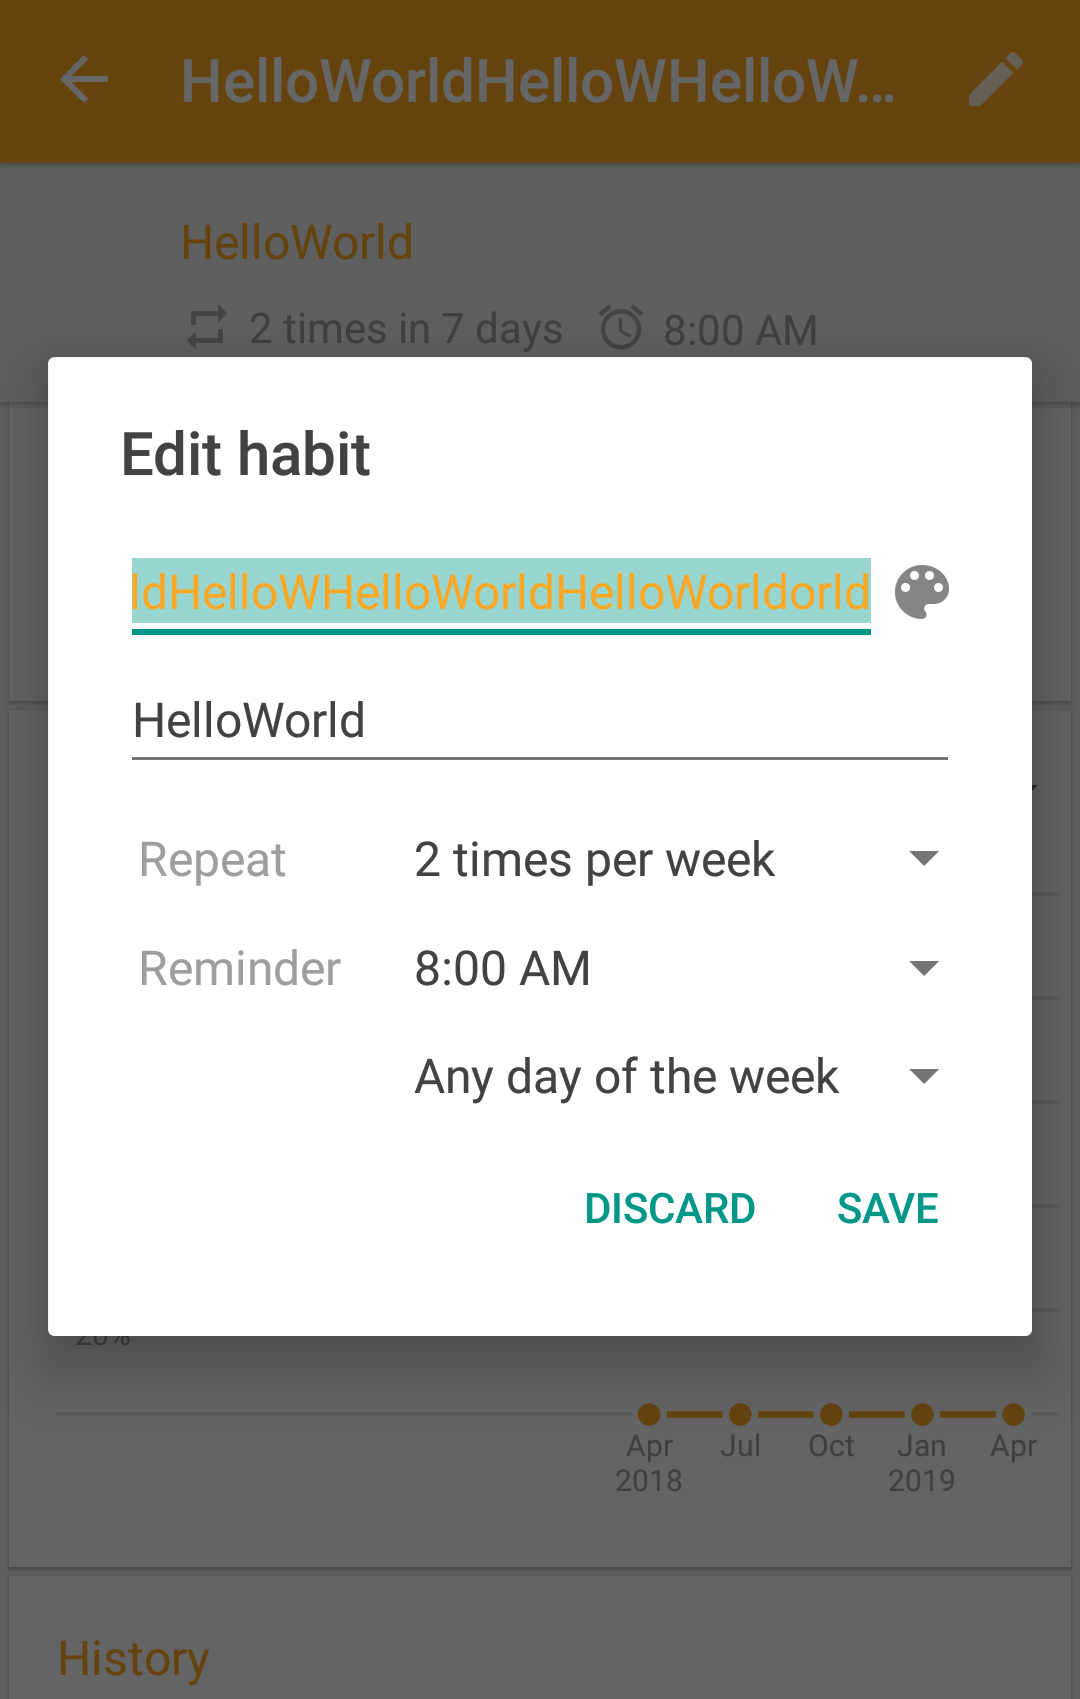 HelloWorldHelloWHelloW...
HelloWorld
2 times in 7 days 8:00 AM
Edit habit
ldHelloWHelloWorldHelloWorldorld
HelloWorld
Repeat 2 times per week
Reminder 8:00 AM
Any day of the week
DISCARD SAVE
20%
Apr Jul Oct Jan Apr
2018 2019
History